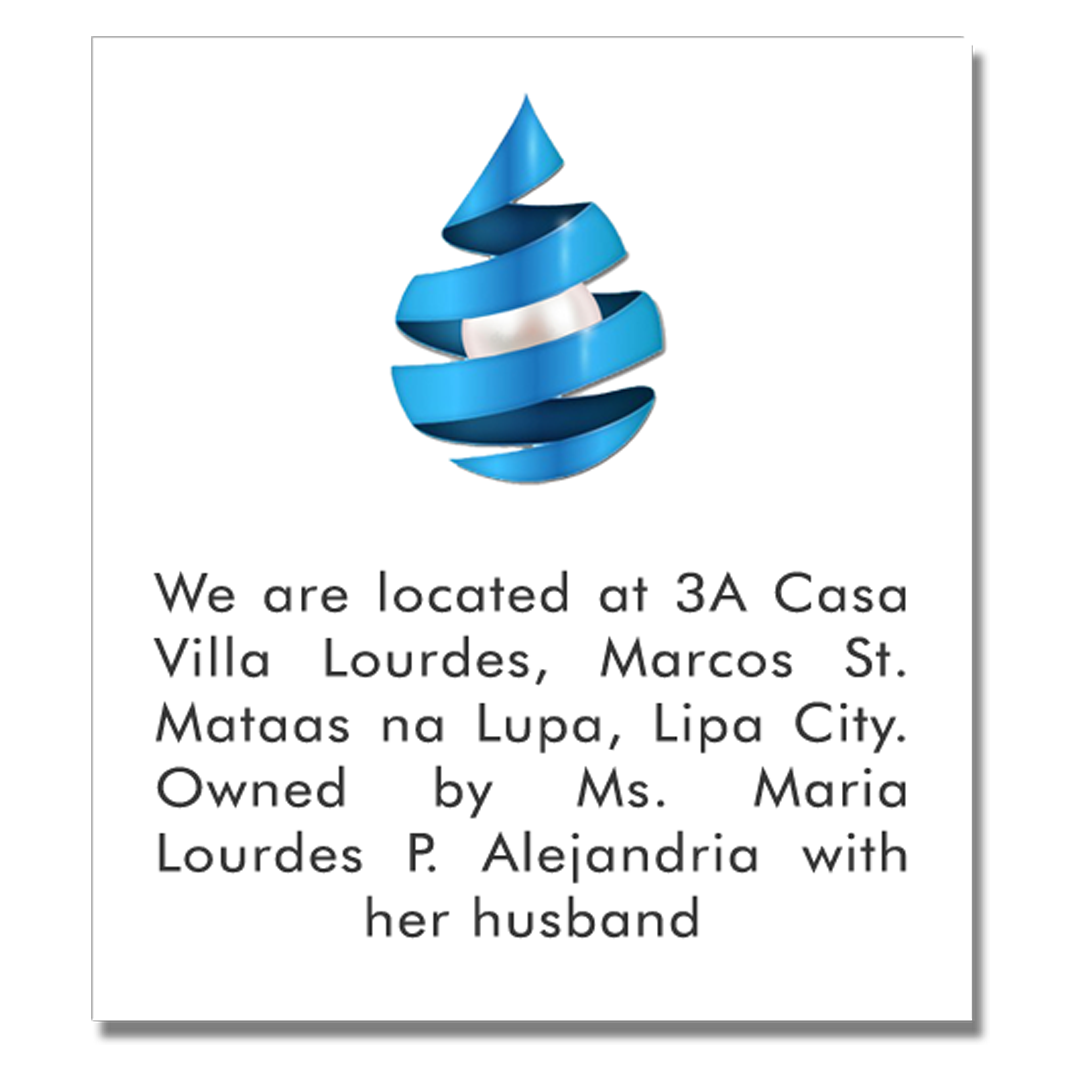 We are located at 3A Casa
Villa Lourdes, Marcos St.
Mataas na Lupa, Lipa City.
Owned by Ms. Maria
Lourdes P. Alejandria with
her husband